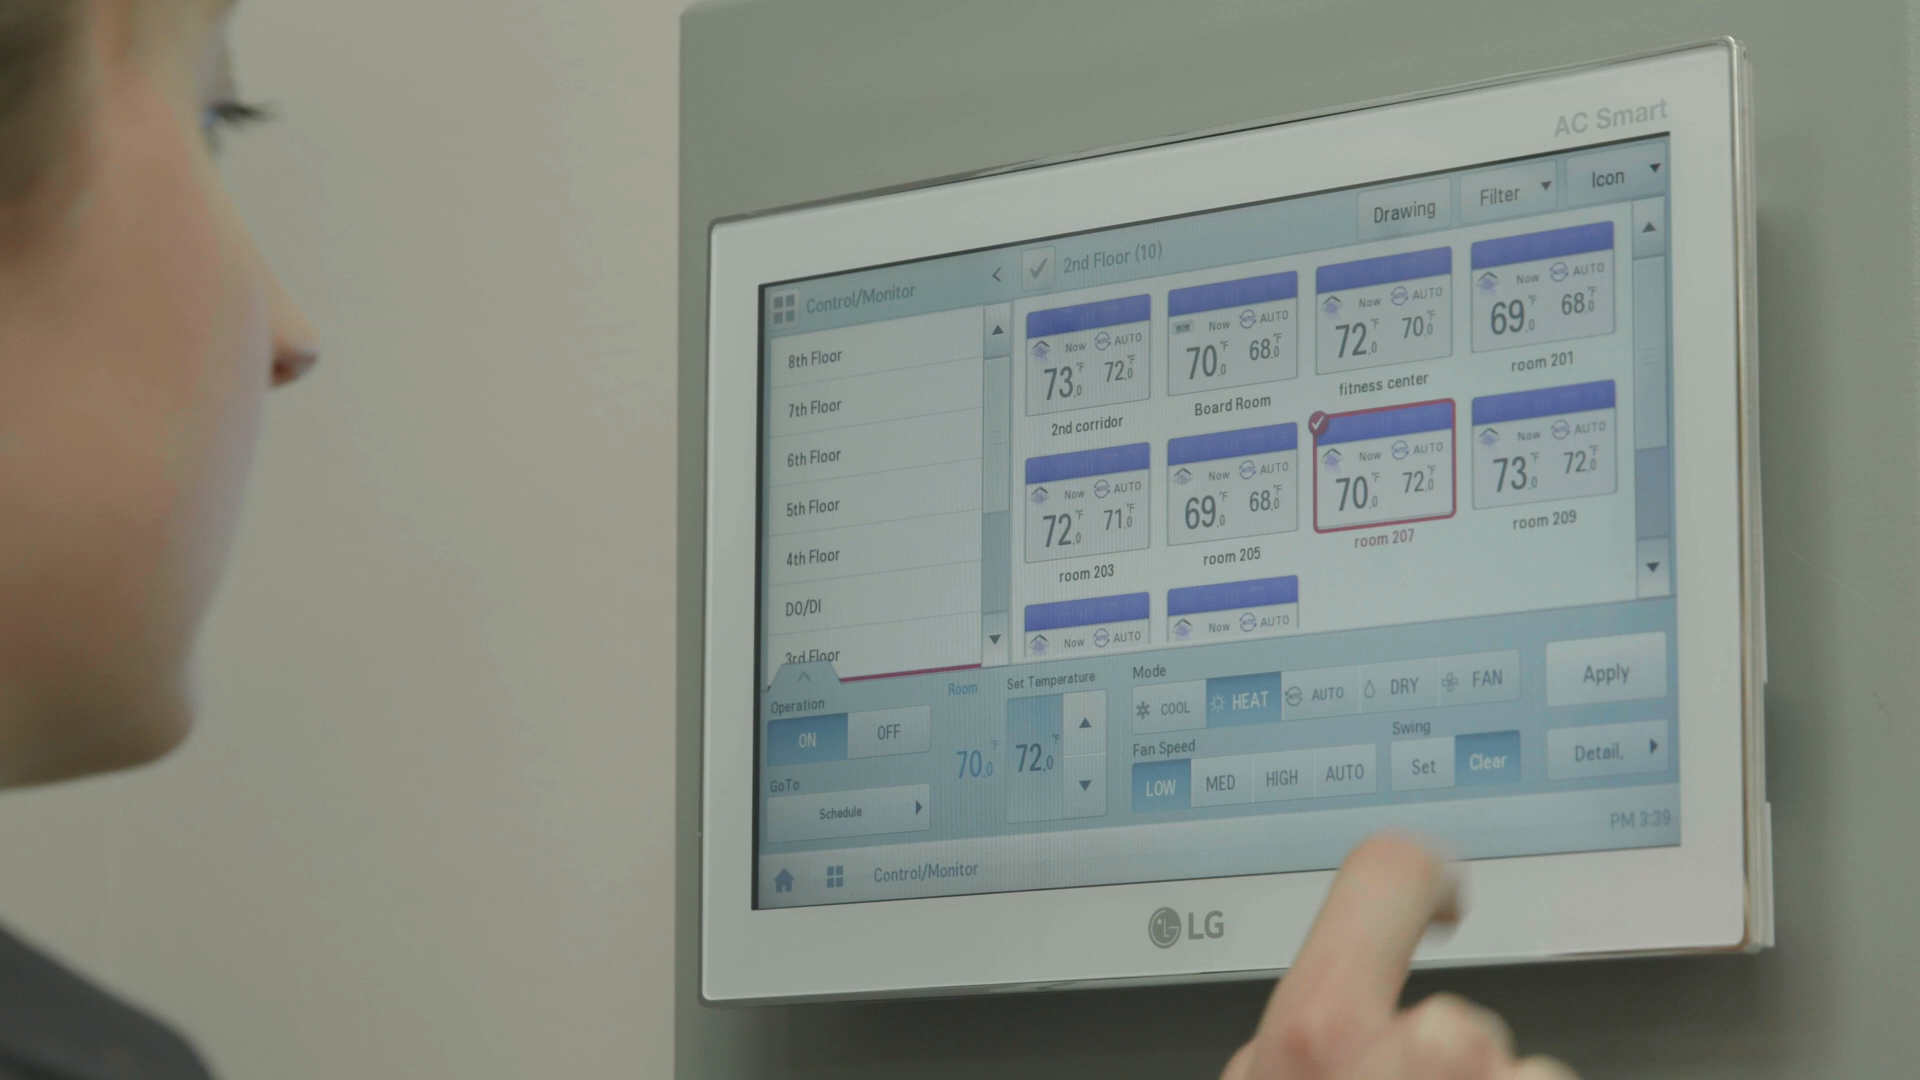 AC Smart
Drawing Filter Icon
Control/Monitor
2nd Floor (10)
8th Floor
7th Floor
6th Floor
5th Floor
4th Floor
DO/DI
3rd Floor
Now AUTO
73.0 °F 72.0 °F
2nd corridor
Now AUTO
70.0 °F 68.0 °F
Board Room
Now AUTO
72.0 °F 70.0 °F
fitness center
Now AUTO
69.0 °F 68.0 °F
room 201
Now AUTO
72.0 °F 71.0 °F
room 203
Now AUTO
69.0 °F 68.0 °F
room 205
Now AUTO
70.0 °F 72.0 °F
room 207
Now AUTO
73.0 °F 72.0 °F
room 209
Now AUTO
Now AUTO
Operation
ON OFF
GoTo
Schedule
Room
70.0 °F
Set Temperature
72.0 °F
Mode
COOL HEAT AUTO DRY FAN
Fan Speed
LOW MED HIGH AUTO
Swing
Set Clear
Apply
Detail.
PM 3:39
Control/Monitor
LG